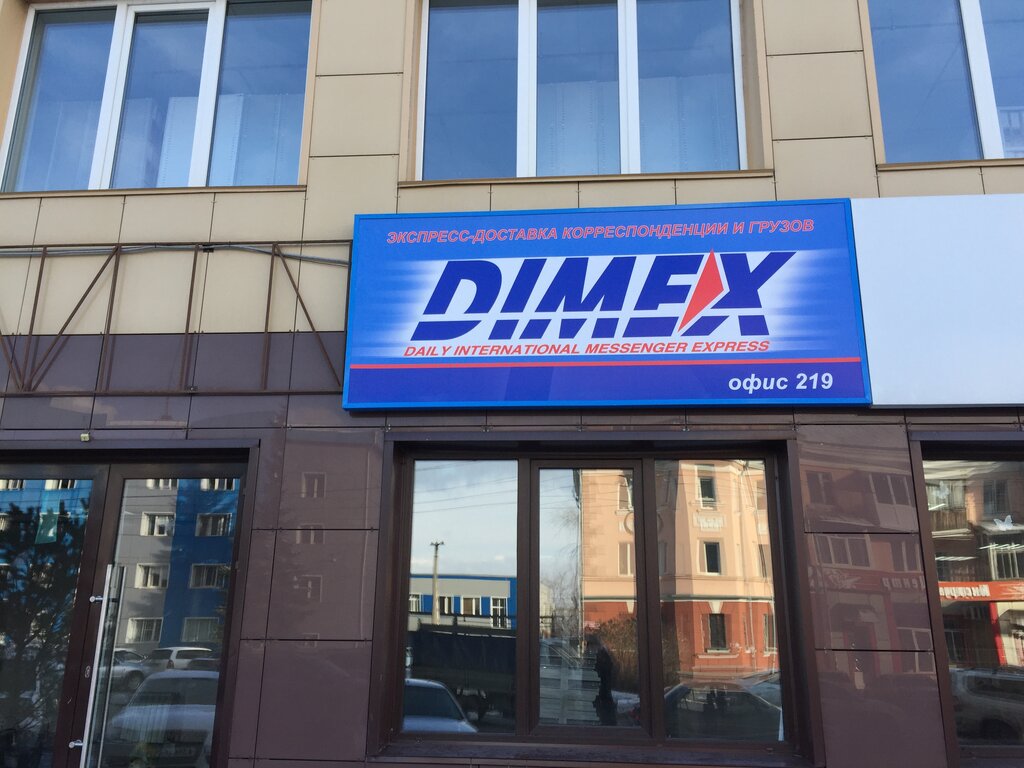 ЭКСПРЕСС-ДОСТАВКА КОРРЕСПОНДЕНЦИИ И ГРУЗОВ
DIMEX
DAILY INTERNATIONAL MESSENGER EXPRESS
офис 219